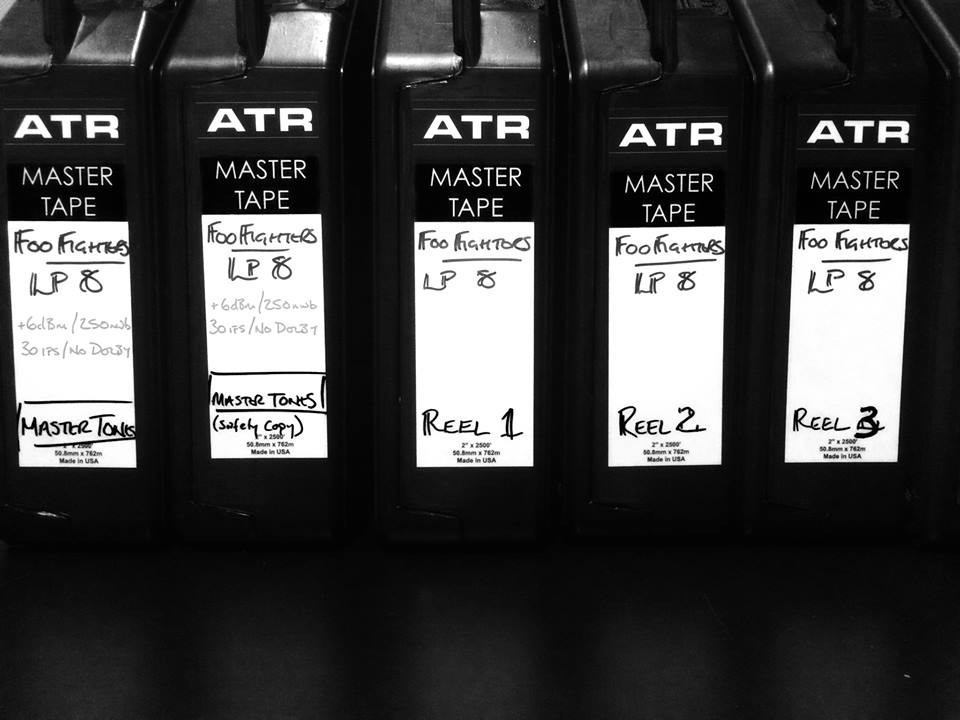 ATR
MASTER
TAPE
FOO FIGHTERS
LP 8
+6dBm/250nWb
30 IPS/NO DOLBY
MASTER TONES
2" x 2500'
50.8mm x 762m
Made in USA
ATR
MASTER
TAPE
FOO FIGHTERS
LP 8
+6dBm/250nWb
30 IPS/NO DOLBY
MASTER TONES
(Safety Copy)
2" x 2500'
50.8mm x 762m
Made in USA
ATR
MASTER
TAPE
FOO FIGHTERS
LP 8
REEL 1
2" x 2500'
50.8mm x 762m
Made in USA
ATR
MASTER
TAPE
FOO FIGHTERS
LP 8
REEL 2
2" x 2500'
50.8mm x 762m
Made in USA
ATR
MASTER
TAPE
FOO FIGHTERS
LP 8
REEL 3
2" x 2500'
50.8mm x 762m
Made in USA